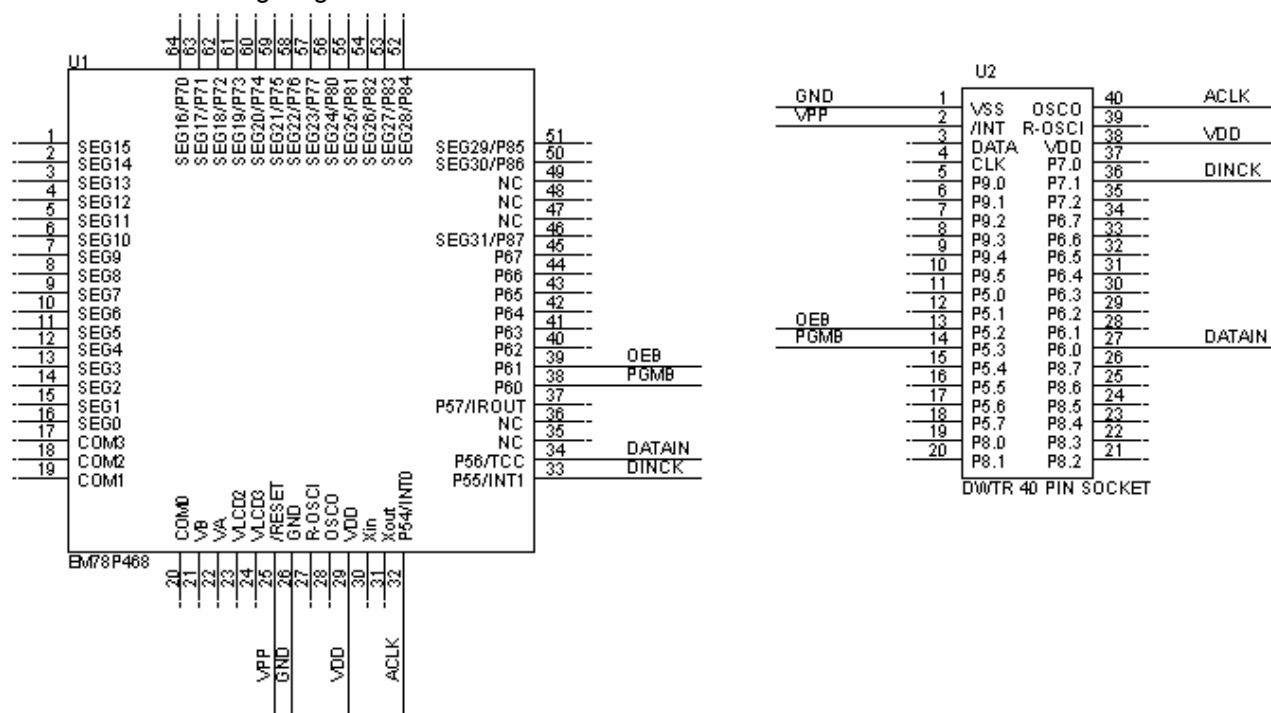 U1
64 63 62 61 60 59 58 57 56 55 54 53 52
SEG16/P70
SEG17/P71
SEG18/P72
SEG19/P73
SEG20/P74
SEG21/P75
SEG22/P76
SEG23/P77
SEG24/P80
SEG25/P81
SEG26/P82
SEG27/P83
SEG28/P84
1 SEG15
2 SEG14
3 SEG13
4 SEG12
5 SEG11
6 SEG10
7 SEG9
8 SEG8
9 SEG7
10 SEG6
11 SEG5
12 SEG4
13 SEG3
14 SEG2
15 SEG1
16 SEG0
17 COM3
18 COM2
19 COM1
SEG29/P85 51
SEG30/P86 50
NC 49
NC 48
NC 47
SEG31/P87 46
P67 45
P66 44
P65 43
P64 42
P63 41
P62 40
P61 39 OEB
P60 38 PGMB
P57/IROUT 37
NC 36
NC 35
P56/TCC 34 DATAIN
P55/INT1 33 DINCK
COM0
VB
VA
VLCD2
VLCD3
/RESET
GND
R-OSCI
OSCO
VDD
Xin
Xout
P54/INT0
EM78P468
20 21 22 23 24 25 26 27 28 29 30 31 32
VPP
GND
VDD
ACLK
U2
GND 1 VSS OSCO 40 ACLK
VPP 2 /INT R-OSCI 39
3 DATA VDD 38 VDD
4 CLK P7.0 37
5 P9.0 P7.1 36 DINCK
6 P9.1 P7.2 35
7 P9.2 P6.7 34
8 P9.3 P6.6 33
9 P9.4 P6.5 32
10 P9.5 P6.4 31
11 P5.0 P6.3 30
12 P5.1 P6.2 29
OEB 13 P5.2 P6.1 28
PGMB 14 P5.3 P6.0 27 DATAIN
15 P5.4 P8.7 26
16 P5.5 P8.6 25
17 P5.6 P8.5 24
18 P5.7 P8.4 23
19 P8.0 P8.3 22
20 P8.1 P8.2 21
DWTR 40 PIN SOCKET